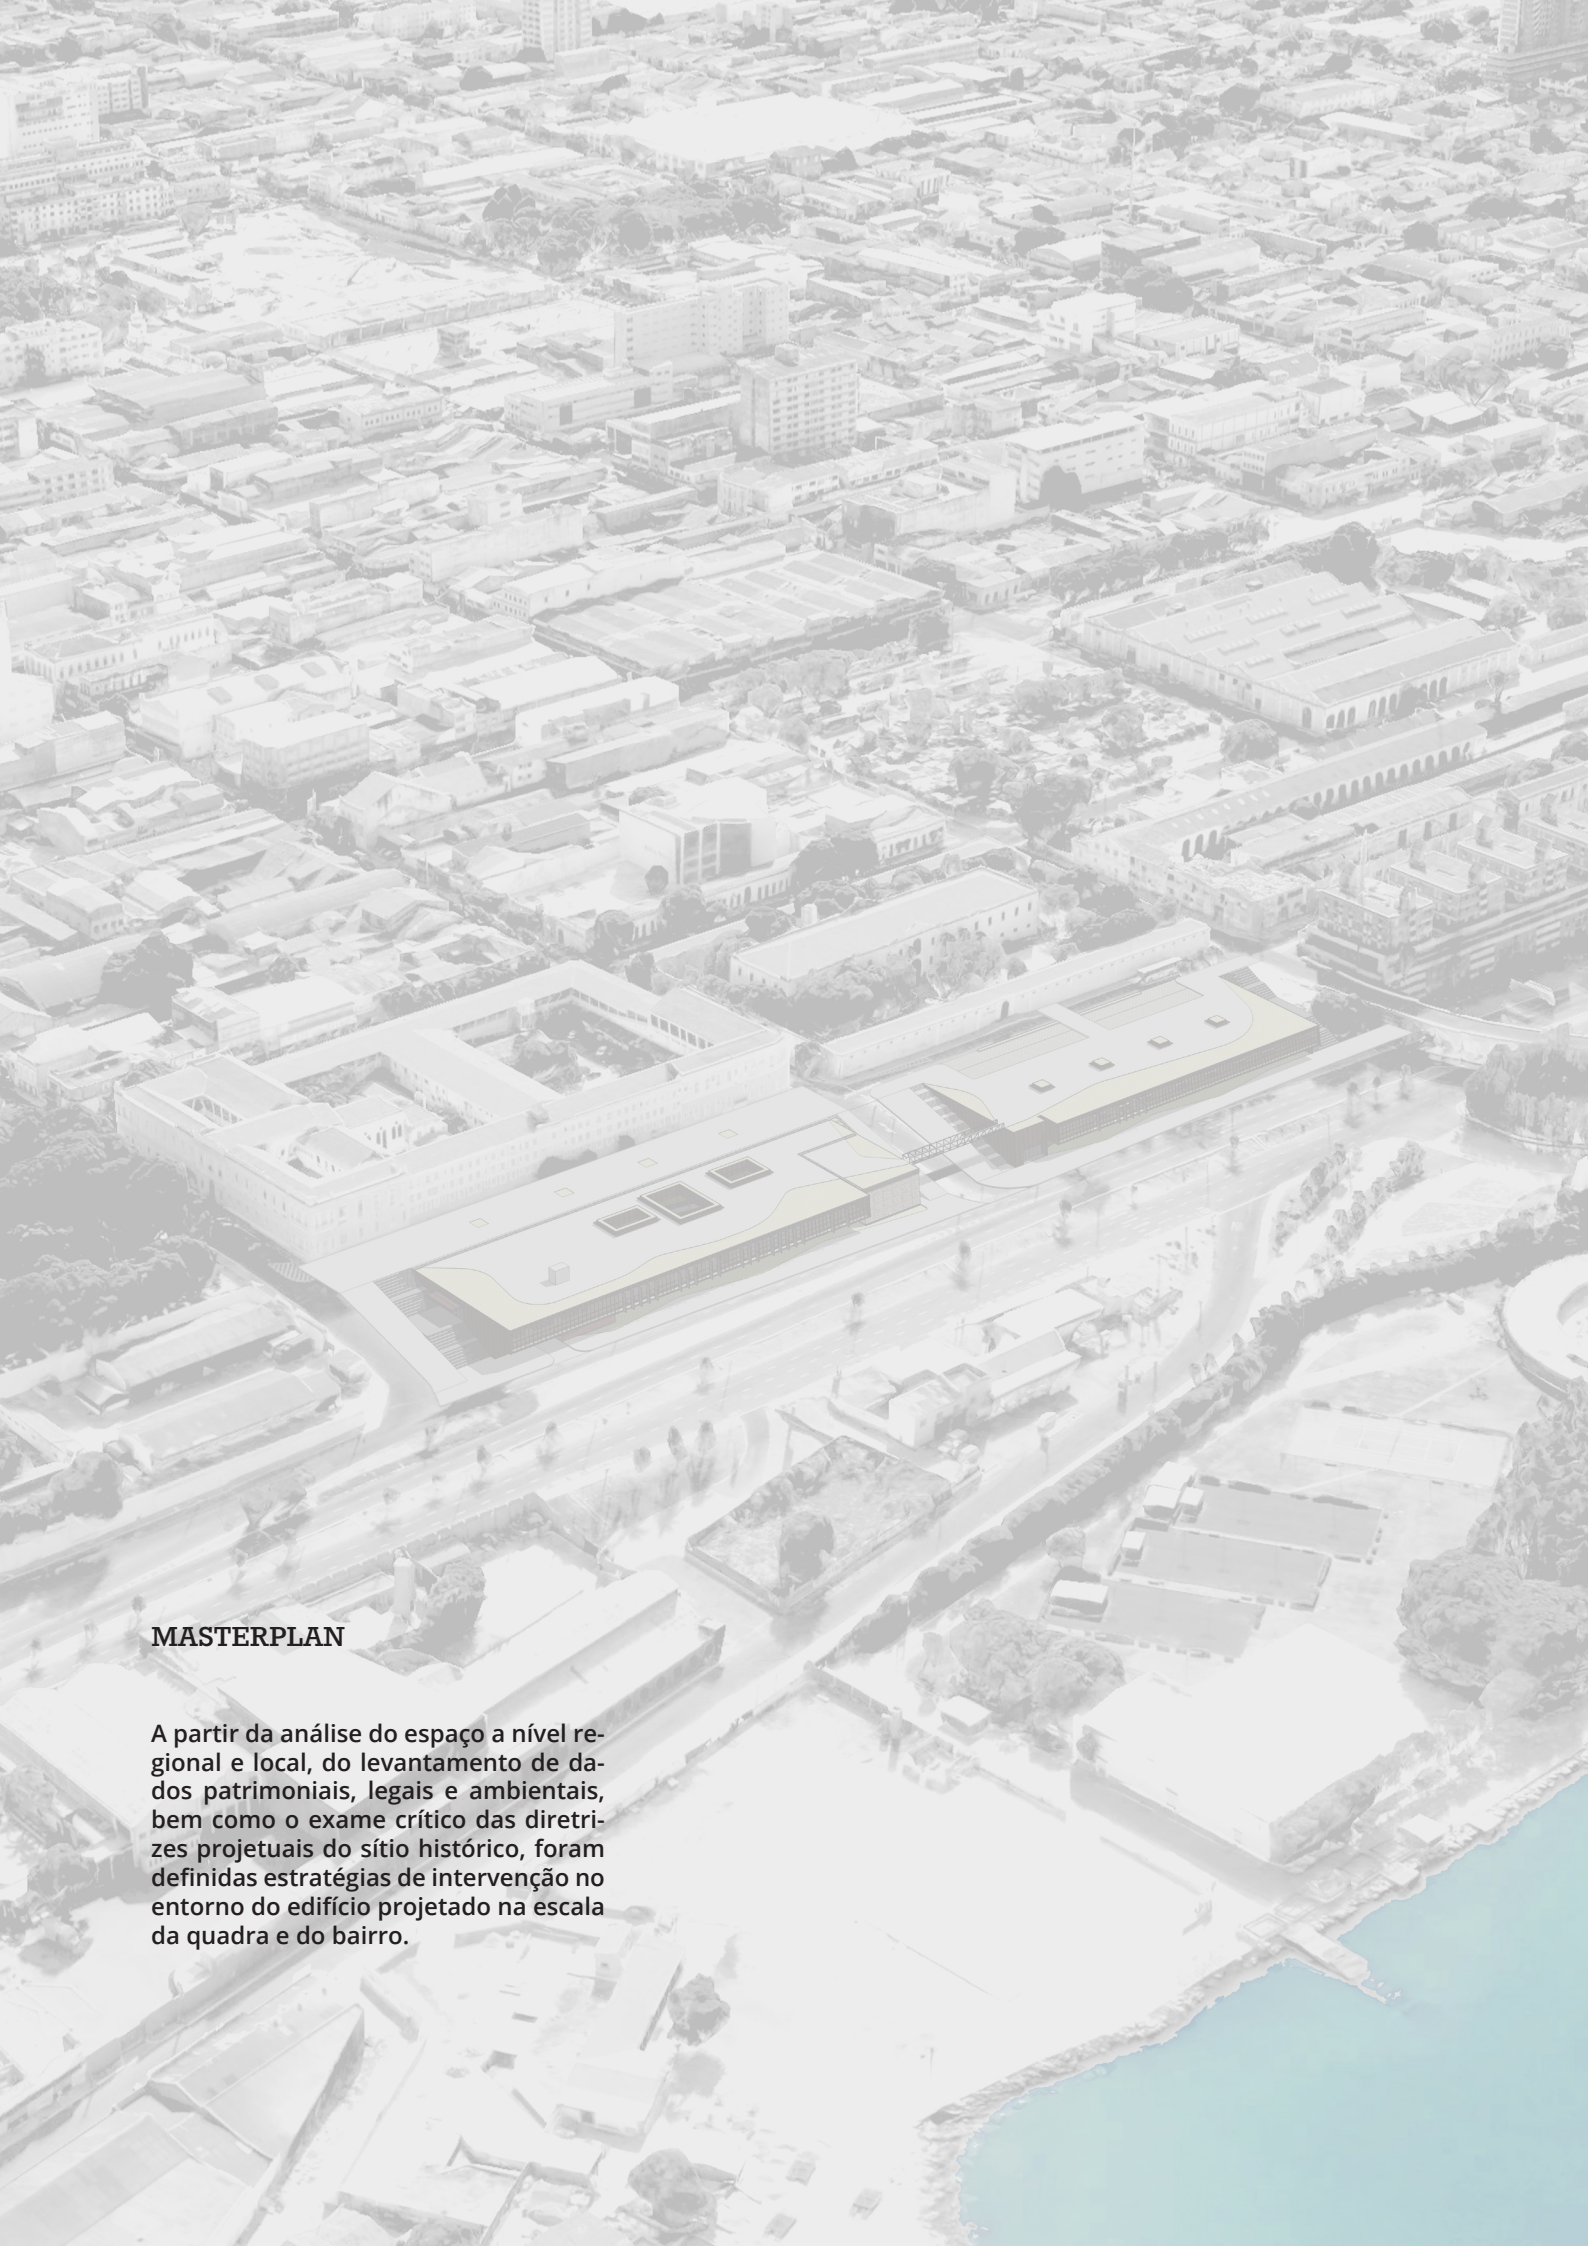 MASTERPLAN
A partir da análise do espaço a nível re-
gional e local, do levantamento de da-
dos patrimoniais, legais e ambientais,
bem como o exame crítico das diretri-
zes projetuais do sítio histórico, foram
definidas estratégias de intervenção no
entorno do edifício projetado na escala
da quadra e do bairro.